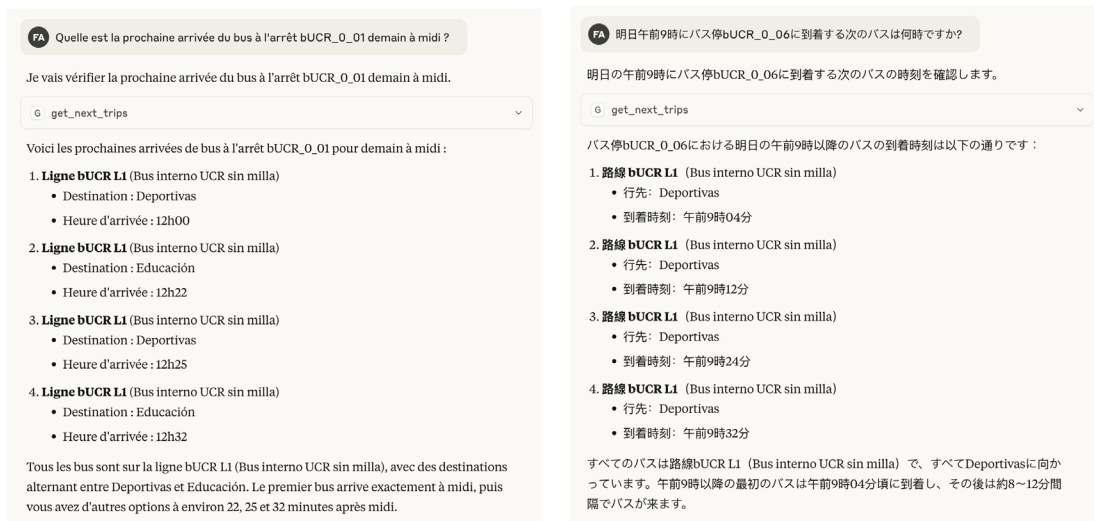 FA Quelle est la prochaine arrivée du bus à l'arrêt bUCR_0_01 demain à midi ?
Je vais vérifier la prochaine arrivée du bus à l'arrêt bUCR_0_01 demain à midi.
G get_next_trips
Voici les prochaines arrivées de bus à l'arrêt bUCR_0_01 pour demain à midi :
1. Ligne bUCR L1 (Bus interno UCR sin milla)
• Destination : Deportivas
• Heure d'arrivée : 12h00
2. Ligne bUCR L1 (Bus interno UCR sin milla)
• Destination : Educación
• Heure d'arrivée : 12h22
3. Ligne bUCR L1 (Bus interno UCR sin milla)
• Destination : Deportivas
• Heure d'arrivée : 12h25
4. Ligne bUCR L1 (Bus interno UCR sin milla)
• Destination : Educación
• Heure d'arrivée : 12h32
Tous les bus sont sur la ligne bUCR L1 (Bus interno UCR sin milla), avec des destinations
alternant entre Deportivas et Educación. Le premier bus arrive exactement à midi, puis
vous avez d'autres options à environ 22, 25 et 32 minutes après midi.
FA 明日午前9時にバス停bUCR_0_06に到着する次のバスは何時ですか?
明日の午前9時にバス停bUCR_0_06に到着する次のバスの時刻を確認します。
G get_next_trips
バス停bUCR_0_06における明日の午前9時以降のバスの到着時刻は以下の通りです：
1. 路線 bUCR L1（Bus interno UCR sin milla）
• 行先： Deportivas
• 到着時刻： 午前9時04分
2. 路線 bUCR L1（Bus interno UCR sin milla）
• 行先： Deportivas
• 到着時刻： 午前9時12分
3. 路線 bUCR L1（Bus interno UCR sin milla）
• 行先： Deportivas
• 到着時刻： 午前9時24分
4. 路線 bUCR L1（Bus interno UCR sin milla）
• 行先： Deportivas
• 到着時刻： 午前9時32分
すべてのバスは路線bUCR L1（Bus interno UCR sin milla）で、すべてDeportivasに向か
っています。午前9時以降の最初のバスは午前9時04分頃に到着し、その後は約8〜12分間
隔でバスが来ます。